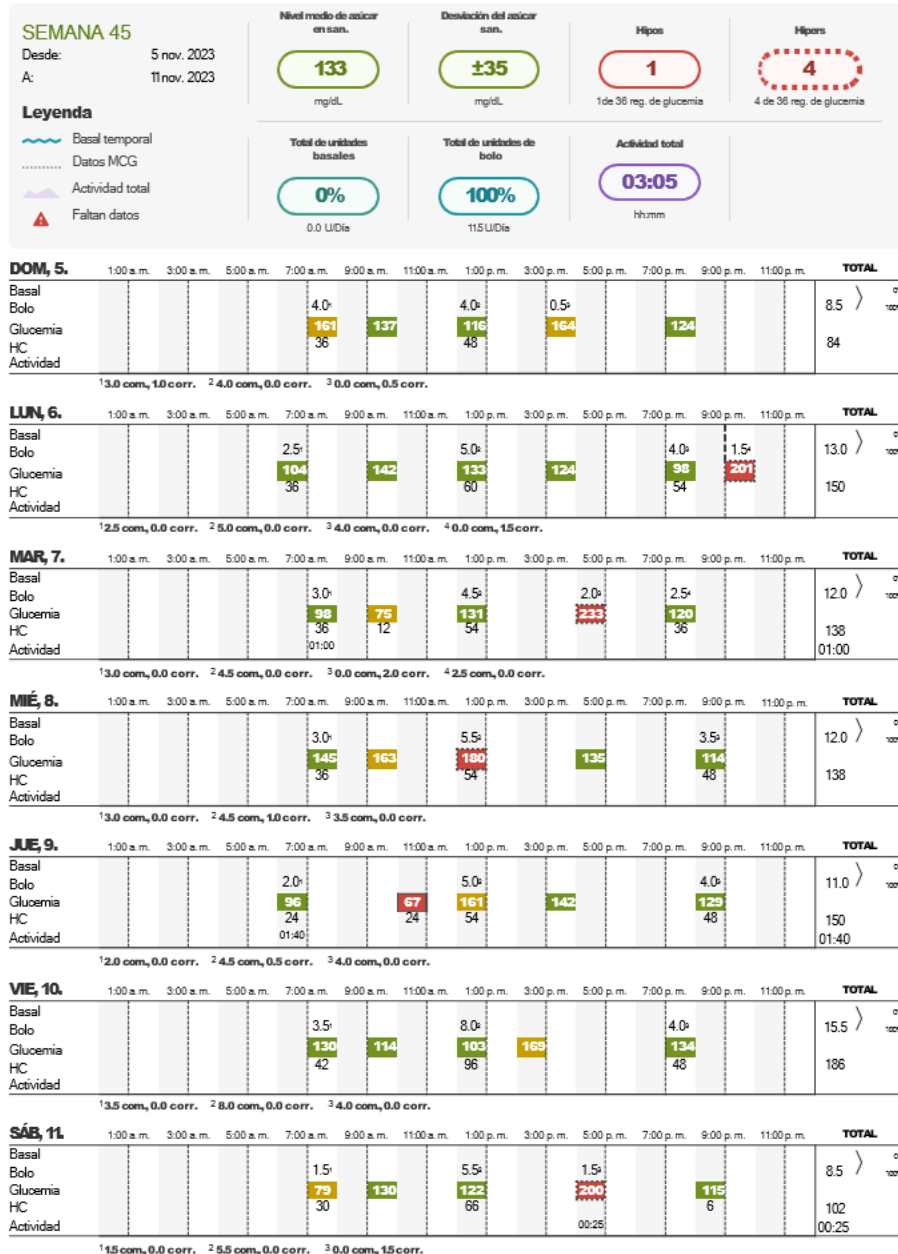 SEMANA 45
Desde: 5 nov. 2023
A: 11 nov. 2023
Leyenda
Basal temporal
Datos MCG
Actividad total
Faltan datos
Nivel medio de azúcar en san.
133
mg/dL
Desviación del azúcar san.
±35
mg/dL
Hipos
1
1 de 36 reg. de glucemia
Hipers
4
4 de 36 reg. de glucemia
Total de unidades basales
0%
0.0 U/Día
Total de unidades de bolo
100%
11.5 U/Día
Actividad total
03:05
hh:mm
DOM, 5. 1:00 a. m. 3:00 a. m. 5:00 a. m. 7:00 a. m. 9:00 a. m. 11:00 a. m. 1:00 p. m. 3:00 p. m. 5:00 p. m. 7:00 p. m. 9:00 p. m. 11:00 p. m. TOTAL
Basal
Bolo 4.0¹ 4.0² 0.5³ 8.5
Glucemia 161 137 116 164 124
HC 36 48 84
Actividad
¹ 3.0 com., 1.0 corr. ² 4.0 com., 0.0 corr. ³ 0.0 com., 0.5 corr.
LUN, 6. 1:00 a. m. 3:00 a. m. 5:00 a. m. 7:00 a. m. 9:00 a. m. 11:00 a. m. 1:00 p. m. 3:00 p. m. 5:00 p. m. 7:00 p. m. 9:00 p. m. 11:00 p. m. TOTAL
Basal
Bolo 2.5¹ 5.0² 4.0³ 1.5⁴ 13.0
Glucemia 104 142 133 124 98 201
HC 36 60 54 150
Actividad
¹ 2.5 com., 0.0 corr. ² 5.0 com., 0.0 corr. ³ 4.0 com., 0.0 corr. ⁴ 0.0 com., 1.5 corr.
MAR, 7. 1:00 a. m. 3:00 a. m. 5:00 a. m. 7:00 a. m. 9:00 a. m. 11:00 a. m. 1:00 p. m. 3:00 p. m. 5:00 p. m. 7:00 p. m. 9:00 p. m. 11:00 p. m. TOTAL
Basal
Bolo 3.0¹ 4.5² 2.0³ 2.5⁴ 12.0
Glucemia 98 75 131 233 120
HC 36 12 54 36 138
Actividad 01:00 01:00
¹ 3.0 com., 0.0 corr. ² 4.5 com., 0.0 corr. ³ 0.0 com., 2.0 corr. ⁴ 2.5 com., 0.0 corr.
MIÉ, 8. 1:00 a. m. 3:00 a. m. 5:00 a. m. 7:00 a. m. 9:00 a. m. 11:00 a. m. 1:00 p. m. 3:00 p. m. 5:00 p. m. 7:00 p. m. 9:00 p. m. 11:00 p. m. TOTAL
Basal
Bolo 3.0¹ 5.5² 3.5³ 12.0
Glucemia 145 163 180 135 114
HC 36 54 48 138
Actividad
¹ 3.0 com., 0.0 corr. ² 4.5 com., 1.0 corr. ³ 3.5 com., 0.0 corr.
JUE, 9. 1:00 a. m. 3:00 a. m. 5:00 a. m. 7:00 a. m. 9:00 a. m. 11:00 a. m. 1:00 p. m. 3:00 p. m. 5:00 p. m. 7:00 p. m. 9:00 p. m. 11:00 p. m. TOTAL
Basal
Bolo 2.0¹ 5.0² 4.0³ 11.0
Glucemia 96 67 161 142 129
HC 24 24 54 48 150
Actividad 01:40 01:40
¹ 2.0 com., 0.0 corr. ² 4.5 com., 0.5 corr. ³ 4.0 com., 0.0 corr.
VIE, 10. 1:00 a. m. 3:00 a. m. 5:00 a. m. 7:00 a. m. 9:00 a. m. 11:00 a. m. 1:00 p. m. 3:00 p. m. 5:00 p. m. 7:00 p. m. 9:00 p. m. 11:00 p. m. TOTAL
Basal
Bolo 3.5¹ 8.0² 4.0³ 15.5
Glucemia 130 114 103 169 134
HC 42 96 48 186
Actividad
¹ 3.5 com., 0.0 corr. ² 8.0 com., 0.0 corr. ³ 4.0 com., 0.0 corr.
SÁB, 11. 1:00 a. m. 3:00 a. m. 5:00 a. m. 7:00 a. m. 9:00 a. m. 11:00 a. m. 1:00 p. m. 3:00 p. m. 5:00 p. m. 7:00 p. m. 9:00 p. m. 11:00 p. m. TOTAL
Basal
Bolo 1.5¹ 5.5² 1.5³ 8.5
Glucemia 79 130 122 200 115
HC 30 66 6 102
Actividad 00:25 00:25
¹ 1.5 com., 0.0 corr. ² 5.5 com., 0.0 corr. ³ 0.0 com., 1.5 corr.